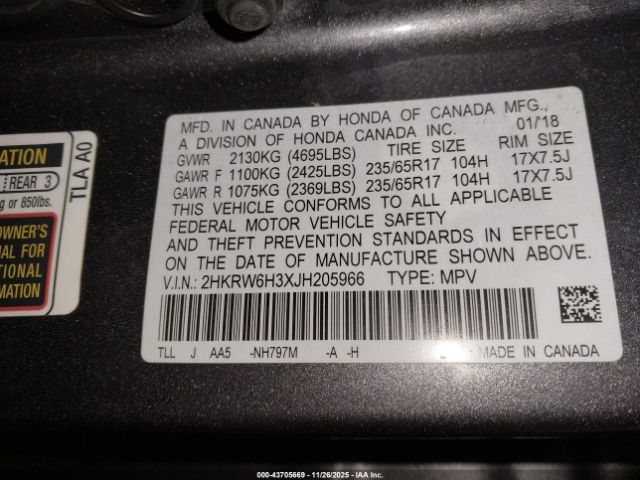 MFD. IN CANADA BY HONDA OF CANADA MFG.,
A DIVISION OF HONDA CANADA INC. 01/18
GVWR 2130KG (4695LBS) TIRE SIZE RIM SIZE
GAWR F 1100KG (2425LBS) 235/65R17 104H 17X7.5J
GAWR R 1075KG (2369LBS) 235/65R17 104H 17X7.5J
THIS VEHICLE CONFORMS TO ALL APPLICABLE
FEDERAL MOTOR VEHICLE SAFETY
AND THEFT PREVENTION STANDARDS IN EFFECT
ON THE DATE OF MANUFACTURE SHOWN ABOVE.
V.I.N.: 2HKRW6H3XJH205966 TYPE: MPV
TLL J AA5 -NH797M -A -H MADE IN CANADA
REAR 3
or 850lbs.
OWNER'S
FOR
TLA A0
000-43705669 - 11/26/2025 - IAA Inc.